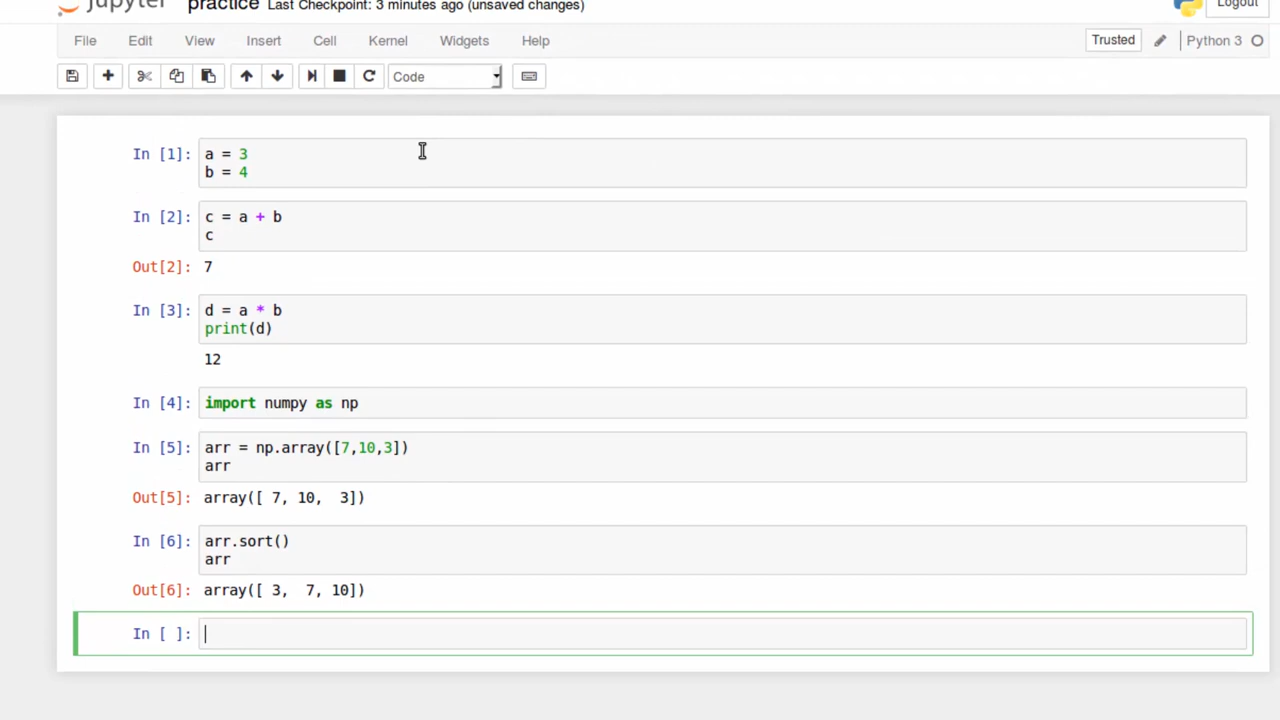 jupyter practice Last Checkpoint: 3 minutes ago (unsaved changes) Logout
File Edit View Insert Cell Kernel Widgets Help Trusted Python 3
Code
In [1]: a = 3
b = 4
In [2]: c = a + b
c
Out[2]: 7
In [3]: d = a * b
print(d)
12
In [4]: import numpy as np
In [5]: arr = np.array([7,10,3])
arr
Out[5]: array([ 7, 10,  3])
In [6]: arr.sort()
arr
Out[6]: array([ 3,  7, 10])
In [ ]: